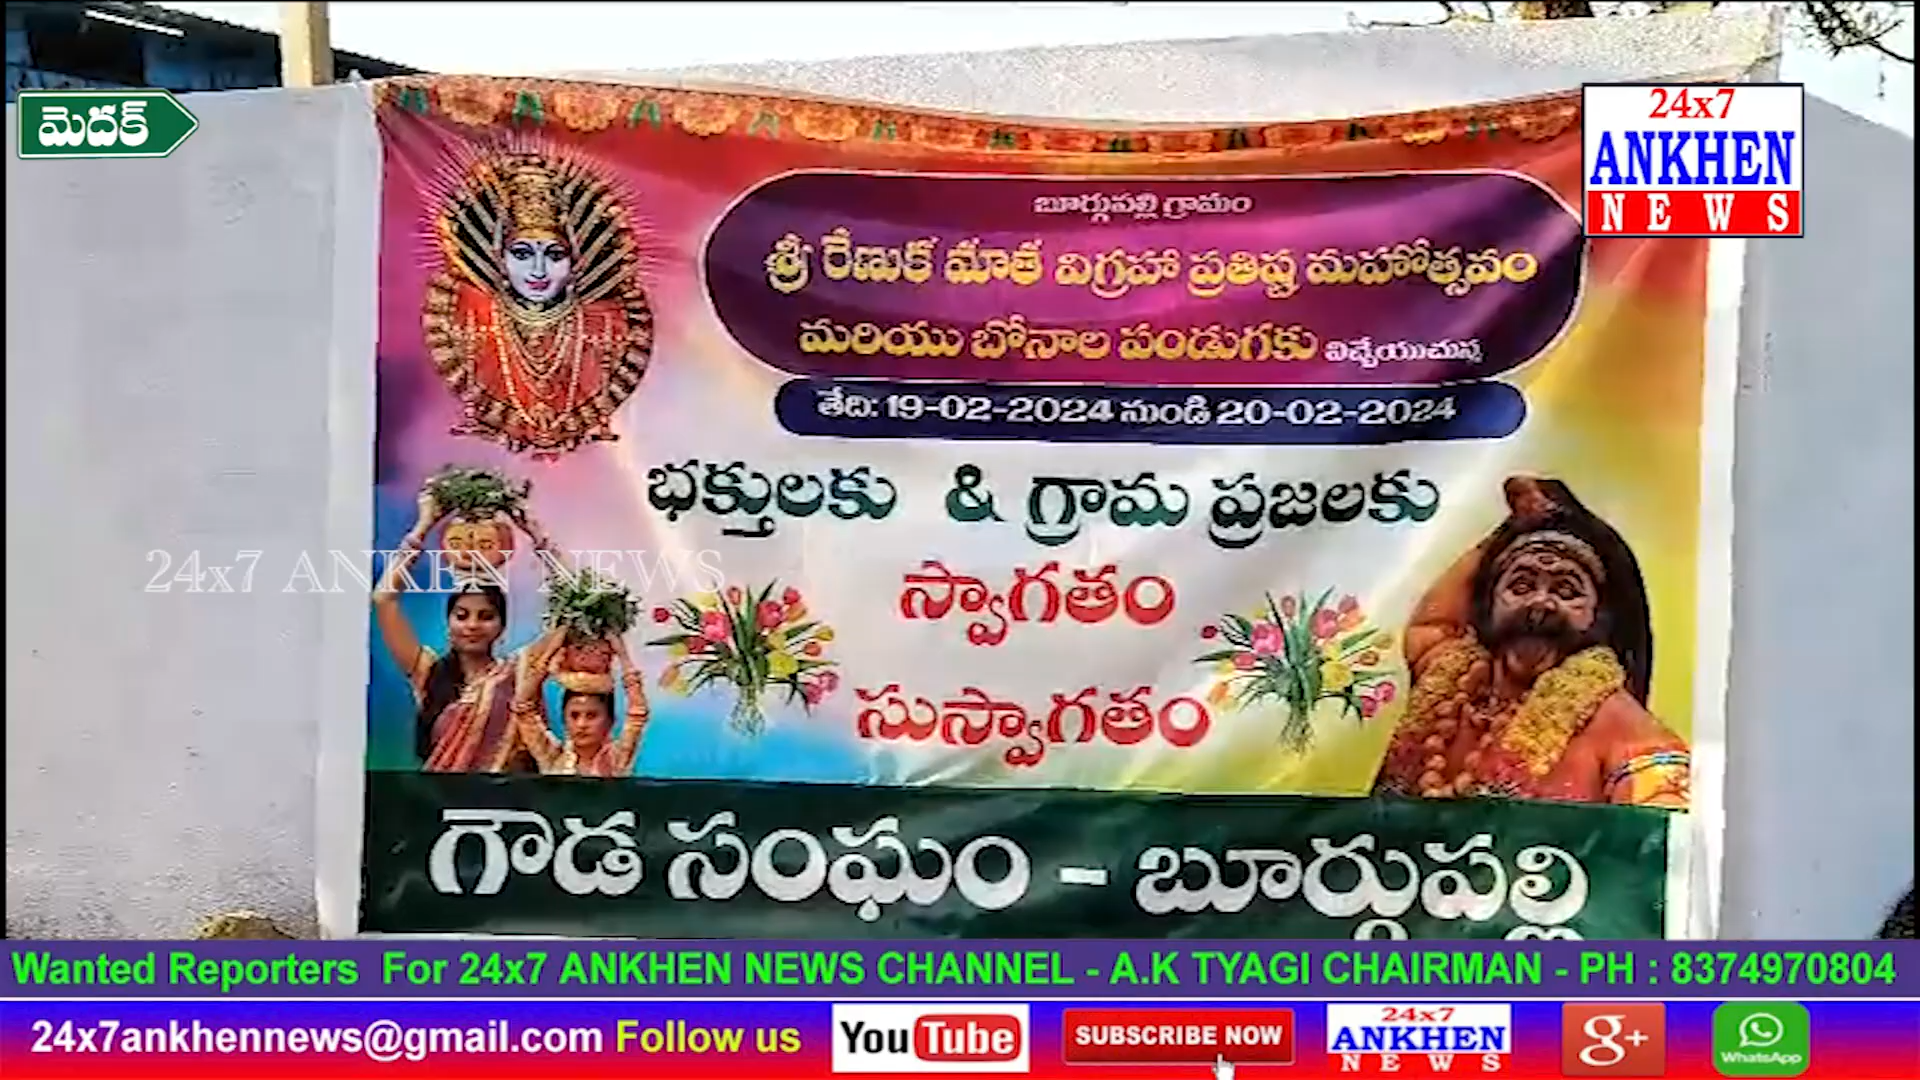 మెదక్
24x7
ANKHEN
NEWS
బూర్గుపల్లి గ్రామం
శ్రీ రేణుక మాత విగ్రహ ప్రతిష్ట మహోత్సవం
మరియు బోనాల పండుగకు విచ్చేయుచున్న
తేది: 19-02-2024 నుండి 20-02-2024
భక్తులకు & గ్రామ ప్రజలకు
24x7 ANKEN NEWS
స్వాగతం
సుస్వాగతం
గౌడ సంఘం - బూర్గుపల్లి
Wanted Reporters For 24x7 ANKHEN NEWS CHANNEL - A.K TYAGI CHAIRMAN - PH : 8374970804
24x7ankhennews@gmail.com Follow us YouTube SUBSCRIBE NOW 24x7 ANKHEN NEWS g+ WhatsApp